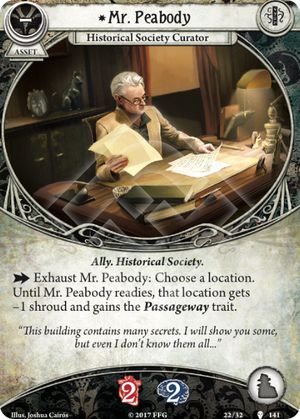 Mr. Peabody
Historical Society Curator
ASSET
Ally. Historical Society.
Exhaust Mr. Peabody: Choose a location.
Until Mr. Peabody readies, that location gets
–1 shroud and gains the Passageway trait.
"This building contains many secrets. I will show you some,
but even I don't know them all..."
2
2
Illus. Joshua Cairós
© 2017 FFG
22/32
141